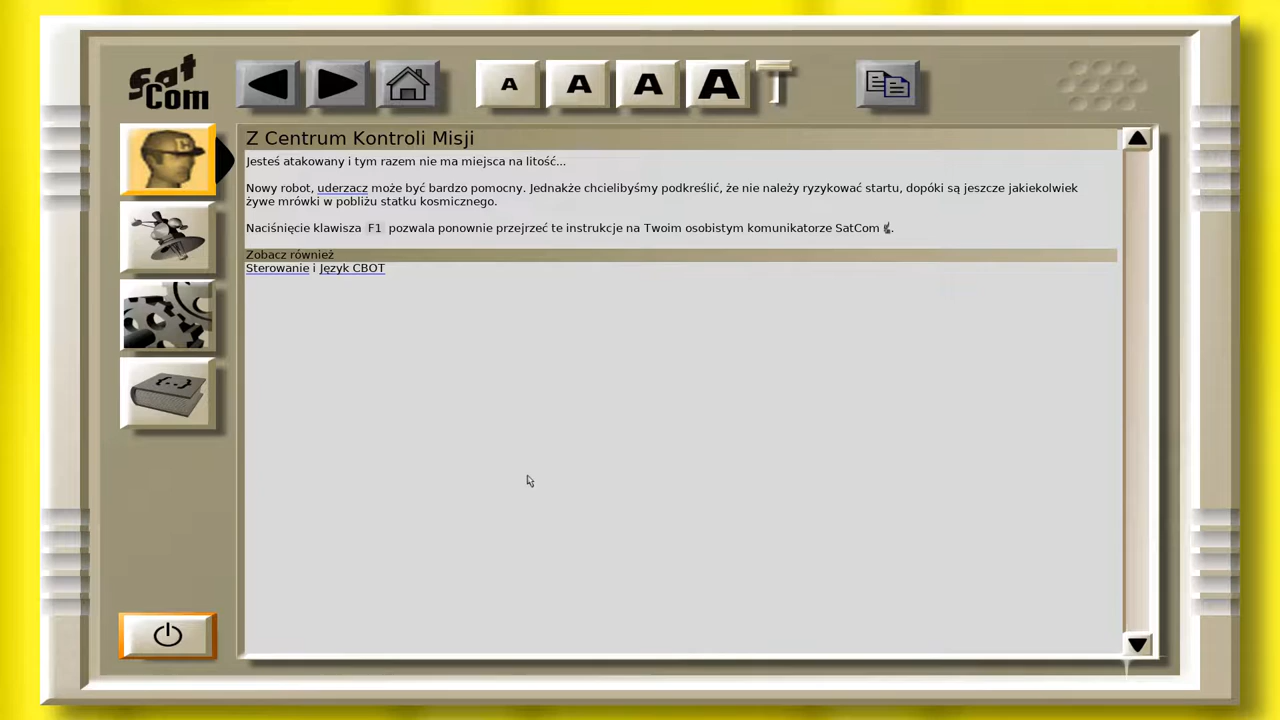 Sat
Com
A A A A T
Z Centrum Kontroli Misji
Jesteś atakowany i tym razem nie ma miejsca na litość...
Nowy robot, uderzacz może być bardzo pomocny. Jednakże chcielibyśmy podkreślić, że nie należy ryzykować startu, dopóki są jeszcze jakiekolwiek
żywe mrówki w pobliżu statku kosmicznego.
Naciśnięcie klawisza F1 pozwala ponownie przejrzeć te instrukcje na Twoim osobistym komunikatorze SatCom .
Zobacz również
Sterowanie i Język CBOT
{..}